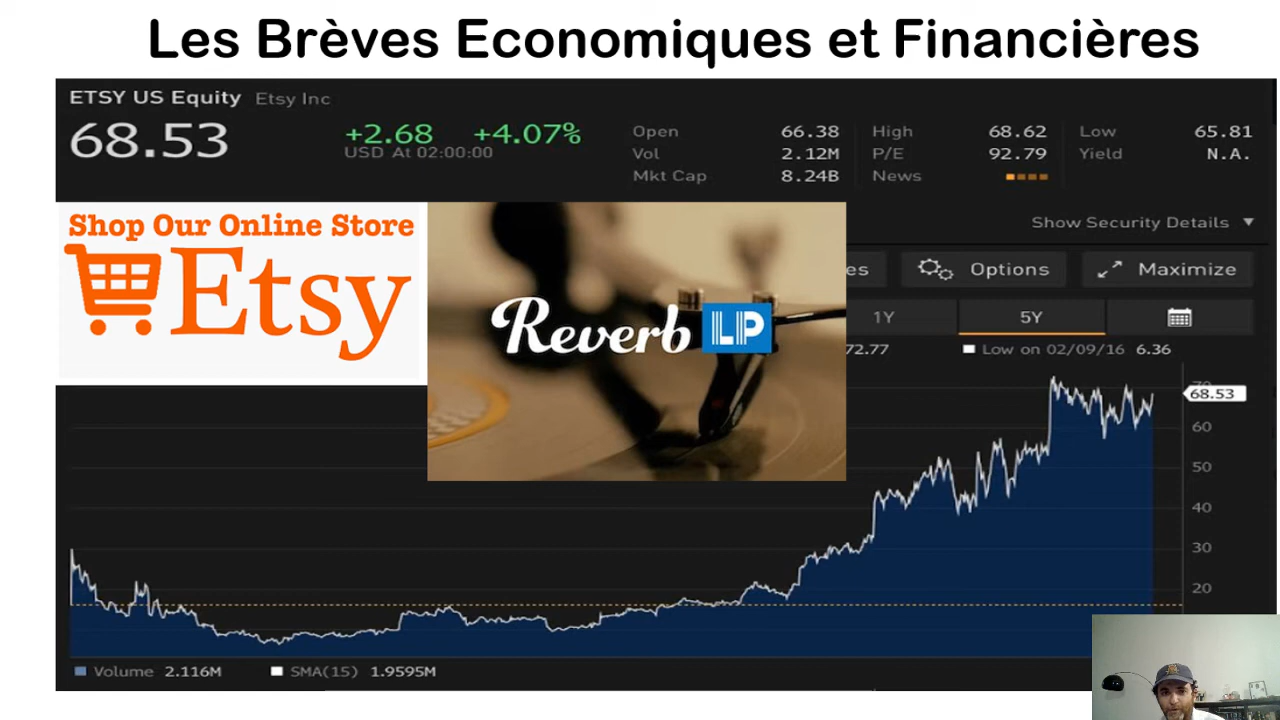 Les Brèves Economiques et Financières
ETSY US Equity Etsy Inc
68.53 +2.68 +4.07%
USD At 02:00:00
Open 66.38 High 68.62 Low 65.81
Vol 2.12M P/E 92.79 Yield N.A.
Mkt Cap 8.24B News
Shop Our Online Store
Etsy
Reverb LP
Show Security Details
es Options Maximize
1Y 5Y
72.77 Low on 02/09/16 6.36
70
68.53
60
50
40
30
20
Volume 2.116M SMA(15) 1.9595M